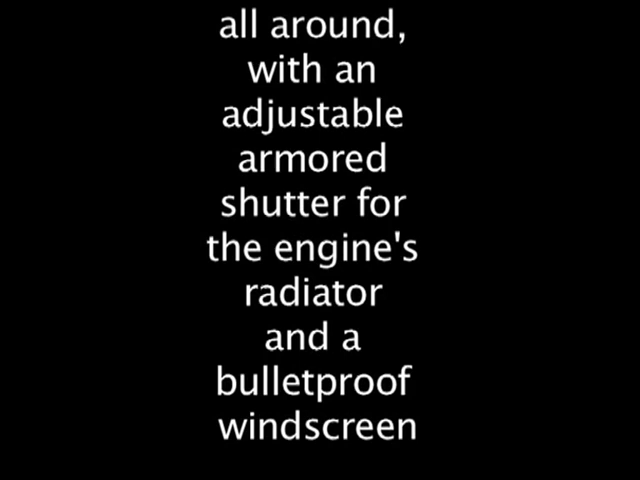 all around,
with an
adjustable
armored
shutter for
the engine's
radiator
and a
bulletproof
windscreen